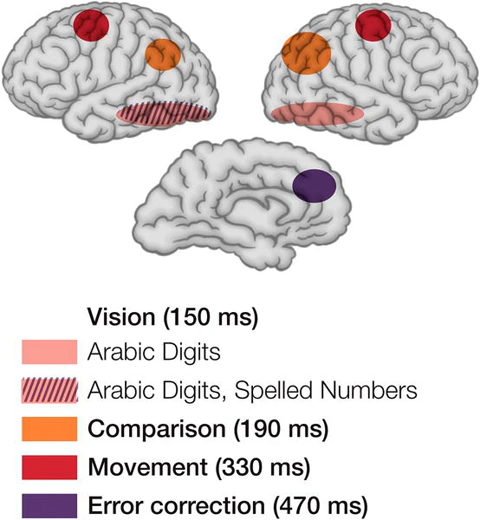 Vision (150 ms)
Arabic Digits
Arabic Digits, Spelled Numbers
Comparison (190 ms)
Movement (330 ms)
Error correction (470 ms)